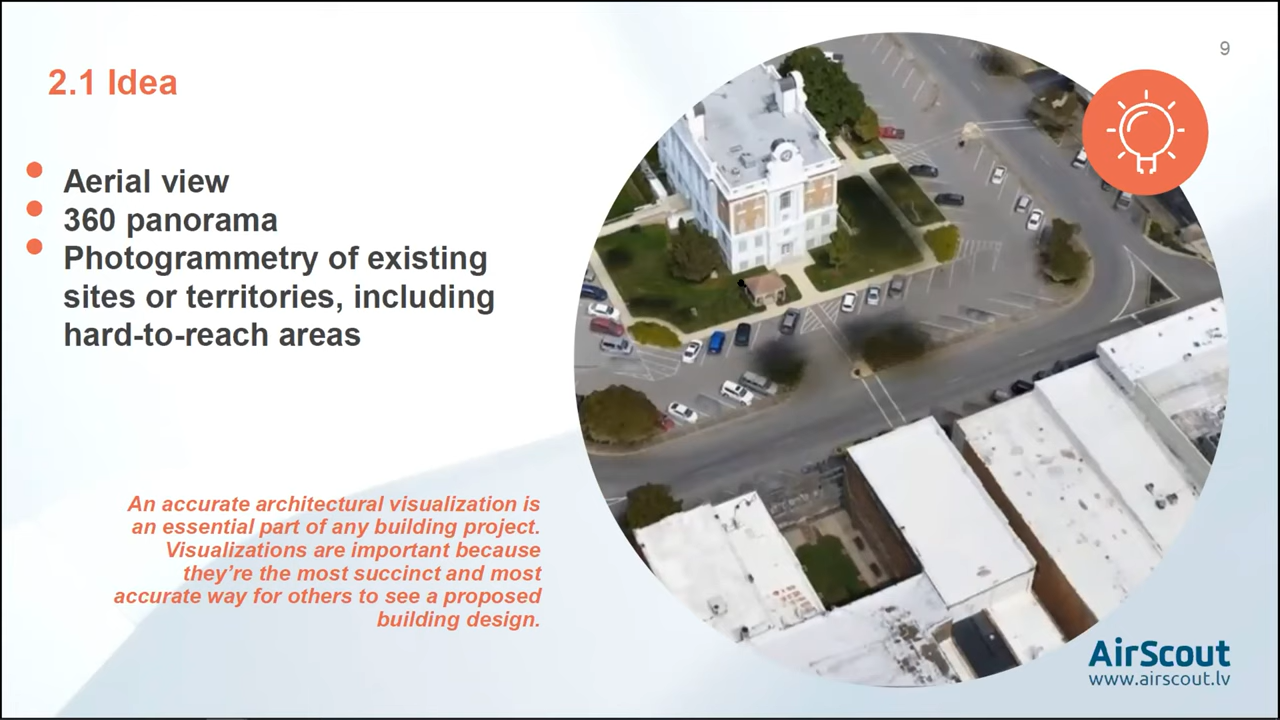 9
2.1 Idea
Aerial view
360 panorama
Photogrammetry of existing
sites or territories, including
hard-to-reach areas
An accurate architectural visualization is
an essential part of any building project.
Visualizations are important because
they're the most succinct and most
accurate way for others to see a proposed
building design.
AirScout
www.airscout.lv